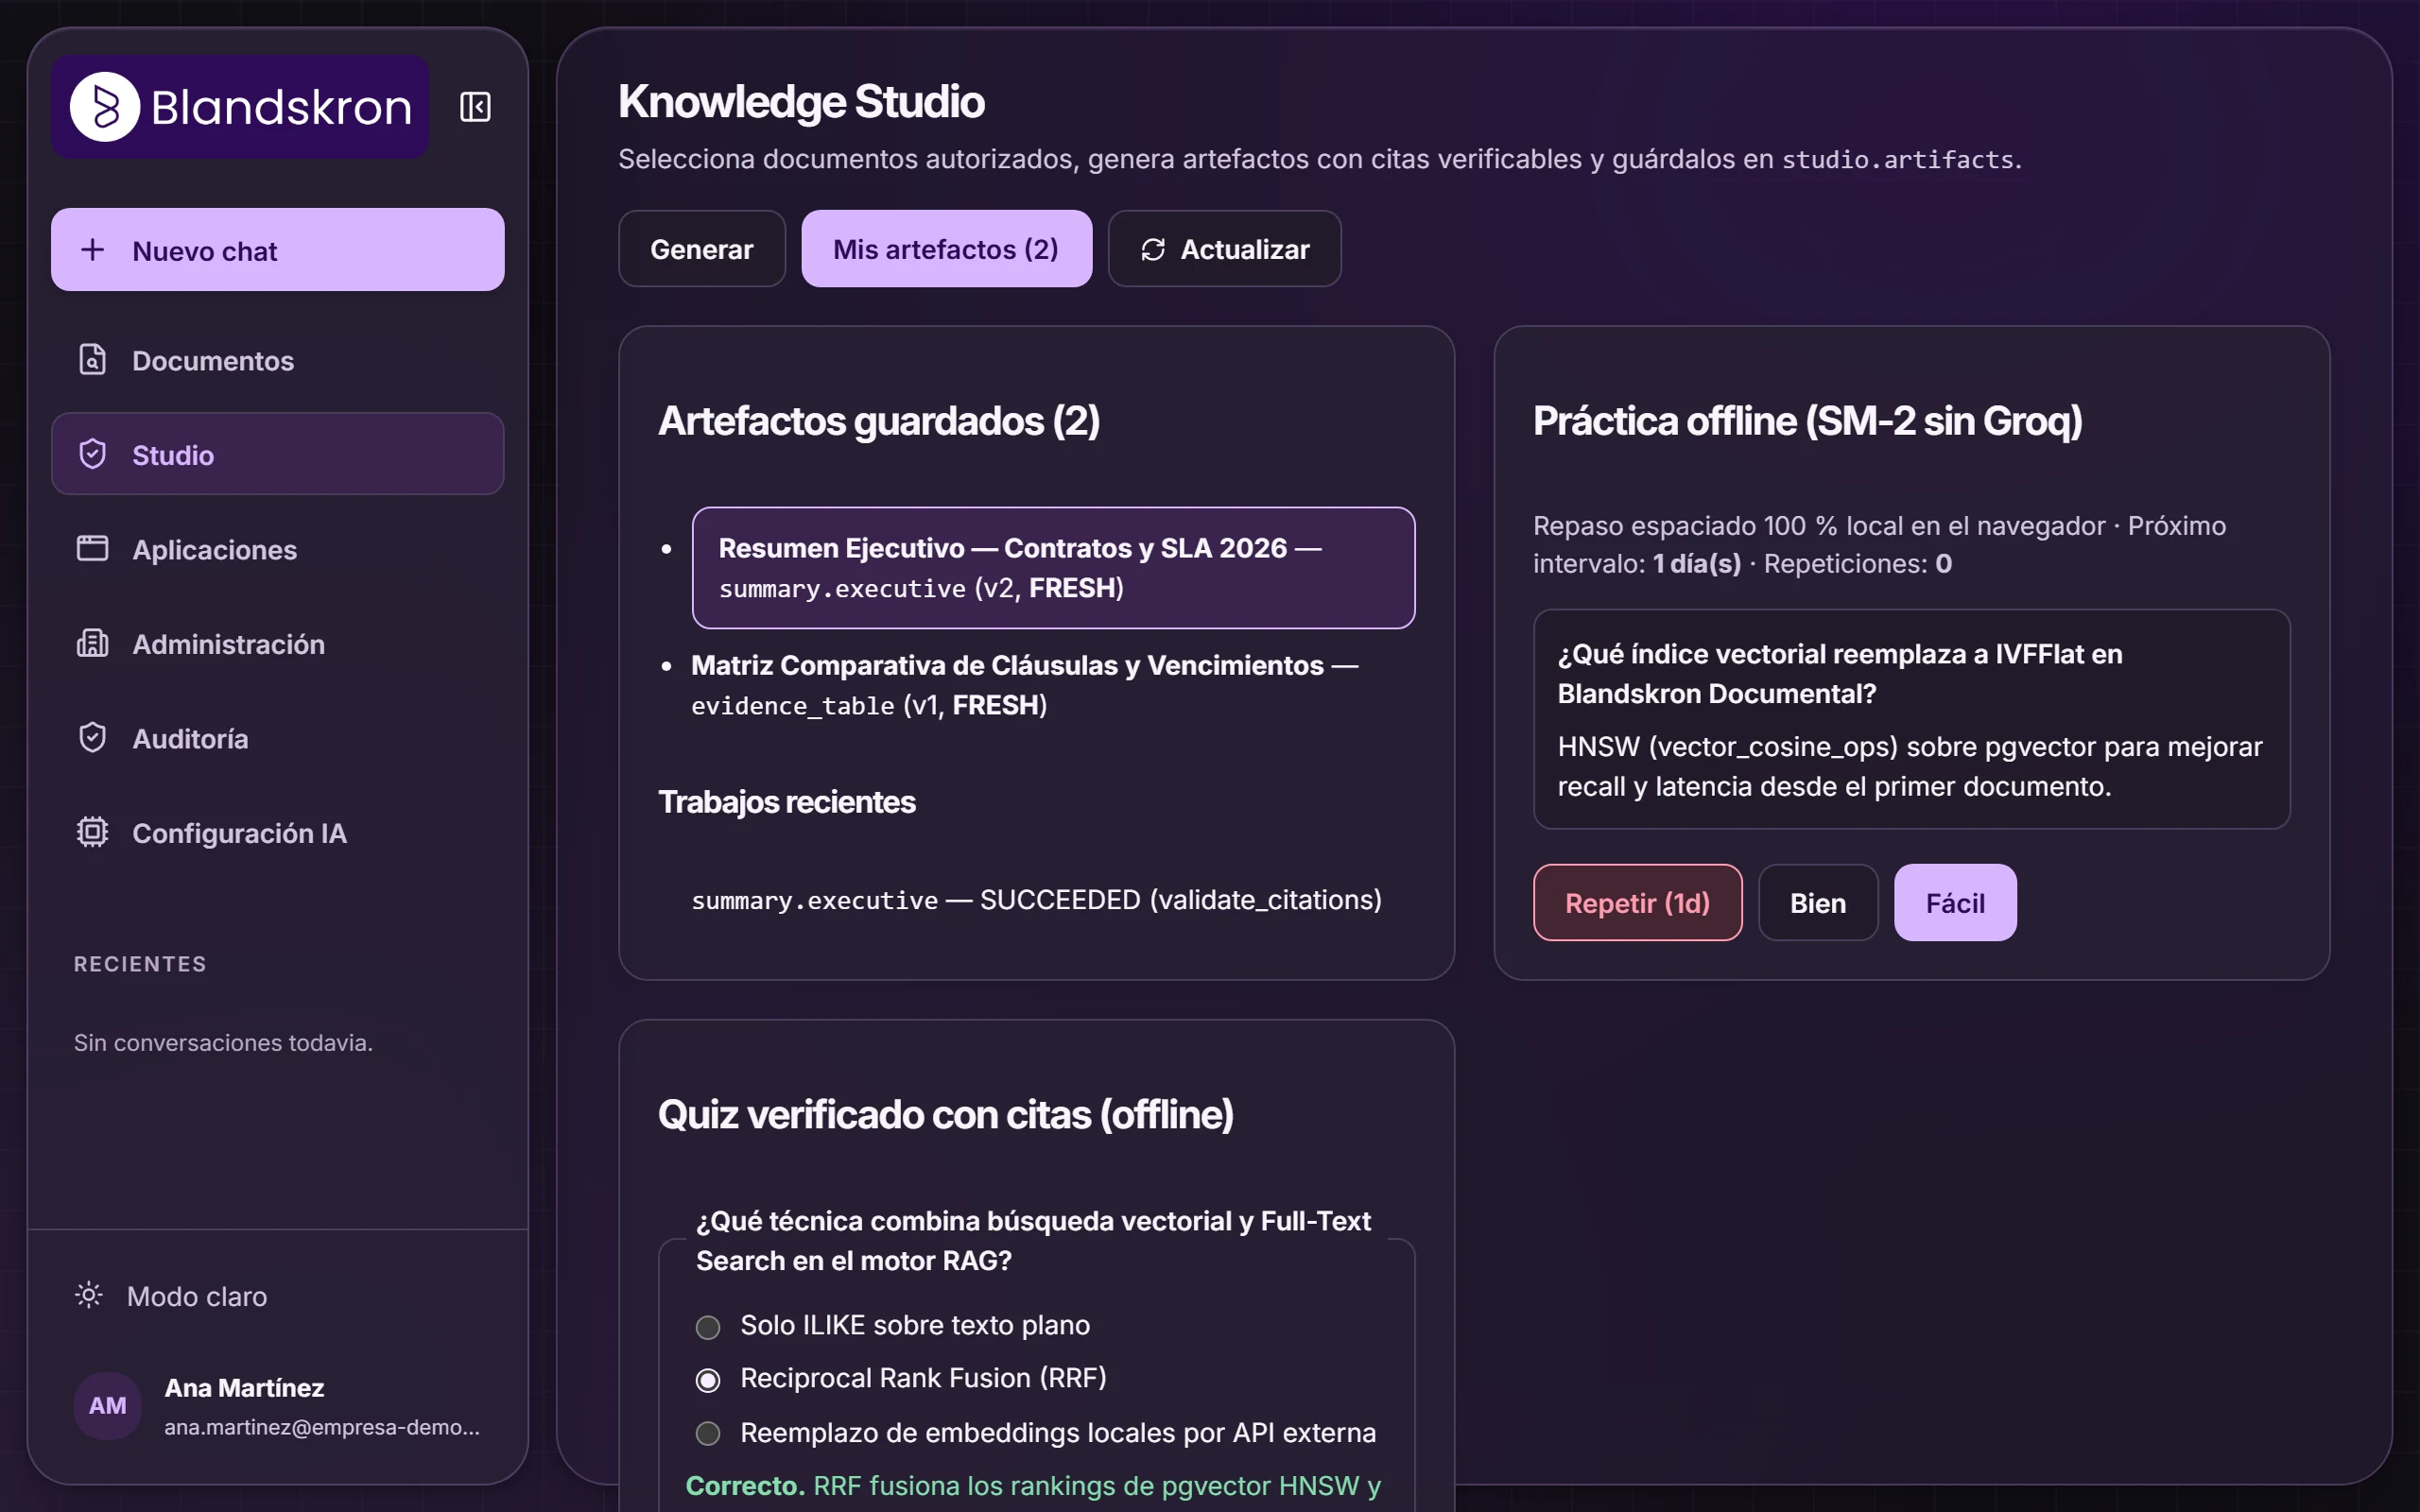 Blandskron
Nuevo chat
Documentos
Studio
Aplicaciones
Administración
Auditoría
Configuración IA
RECIENTES
Sin conversaciones todavia.
Modo claro
AM
Ana Martínez
ana.martinez@empresa-demo...
Knowledge Studio
Selecciona documentos autorizados, genera artefactos con citas verificables y guárdalos en studio.artifacts.
Generar
Mis artefactos (2)
Actualizar
Artefactos guardados (2)
Resumen Ejecutivo — Contratos y SLA 2026 —
summary.executive (v2, FRESH)
Matriz Comparativa de Cláusulas y Vencimientos —
evidence_table (v1, FRESH)
Trabajos recientes
summary.executive — SUCCEEDED (validate_citations)
Práctica offline (SM-2 sin Groq)
Repaso espaciado 100 % local en el navegador · Próximo
intervalo: 1 día(s) · Repeticiones: 0
¿Qué índice vectorial reemplaza a IVFFlat en
Blandskron Documental?
HNSW (vector_cosine_ops) sobre pgvector para mejorar
recall y latencia desde el primer documento.
Repetir (1d)
Bien
Fácil
Quiz verificado con citas (offline)
¿Qué técnica combina búsqueda vectorial y Full-Text
Search en el motor RAG?
Solo ILIKE sobre texto plano
Reciprocal Rank Fusion (RRF)
Reemplazo de embeddings locales por API externa
Correcto. RRF fusiona los rankings de pgvector HNSW y